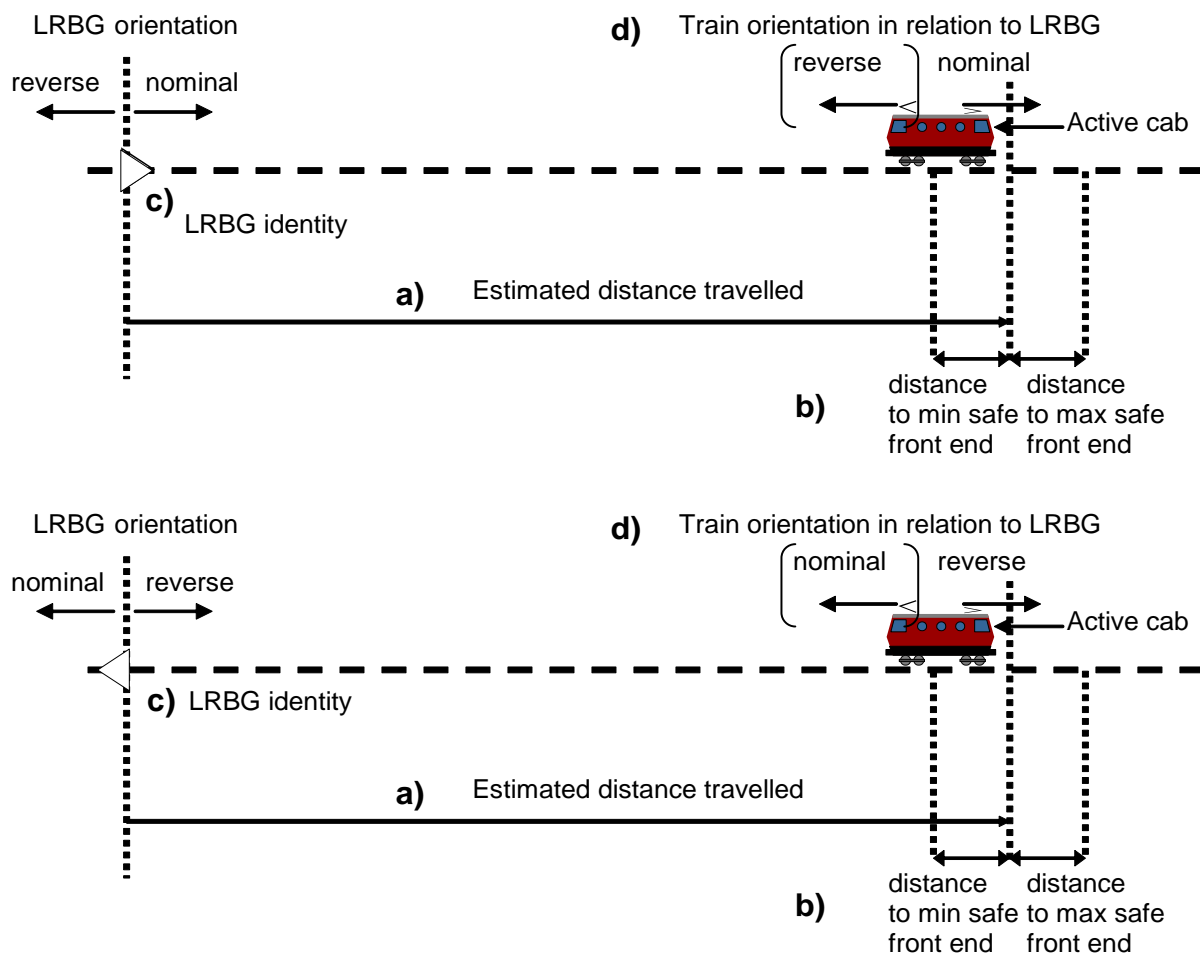 LRBG orientation
d) Train orientation in relation to LRBG
reverse nominal
reverse nominal
Active cab
c) LRBG identity
a) Estimated distance travelled
b)
distance
to min safe
front end
distance
to max safe
front end
LRBG orientation
d) Train orientation in relation to LRBG
nominal reverse
nominal reverse
Active cab
c) LRBG identity
a) Estimated distance travelled
b)
distance
to min safe
front end
distance
to max safe
front end